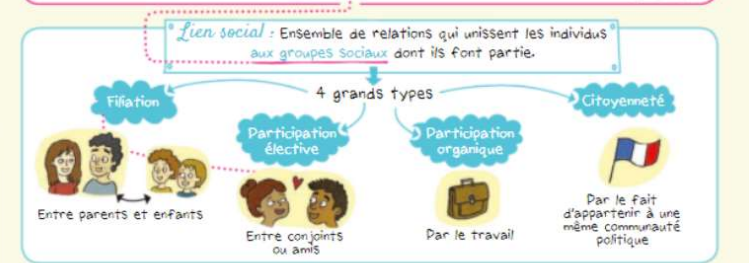 Lien social : Ensemble de relations qui unissent les individus
aux groupes sociaux dont ils font partie.
4 grands types
Filiation
Participation
élective
Participation
organique
Citoyenneté
Entre parents et enfants
Entre conjoints
ou amis
Par le travail
Par le fait
d'appartenir à une
même communauté
politique